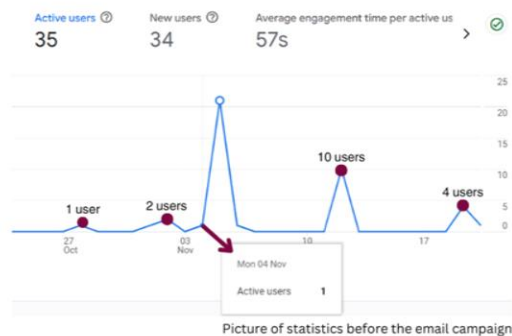 Active users New users Average engagement time per active us
35 34 57s
25
20
15
10 users
10
4 users
1 user 2 users
5
0
27 03 10 17
Oct Nov
Mon 04 Nov
Active users 1
Picture of statistics before the email campaign